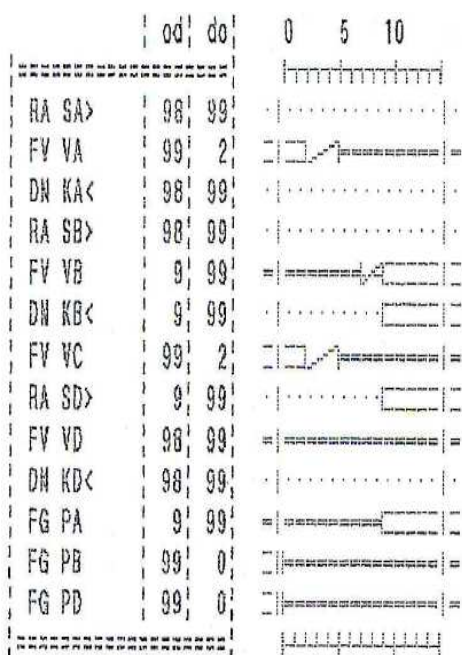 od do 0 5 10
RA SA> 98 99
FV VA 99 2
DN KA< 98 99
RA SB> 98 99
FV VB 9 99
DN KB< 9 99
FV VC 99 2
RA SD> 9 99
FV VD 98 99
DN KD< 98 99
FG PA 9 99
FG PB 99 0
FG PD 99 0